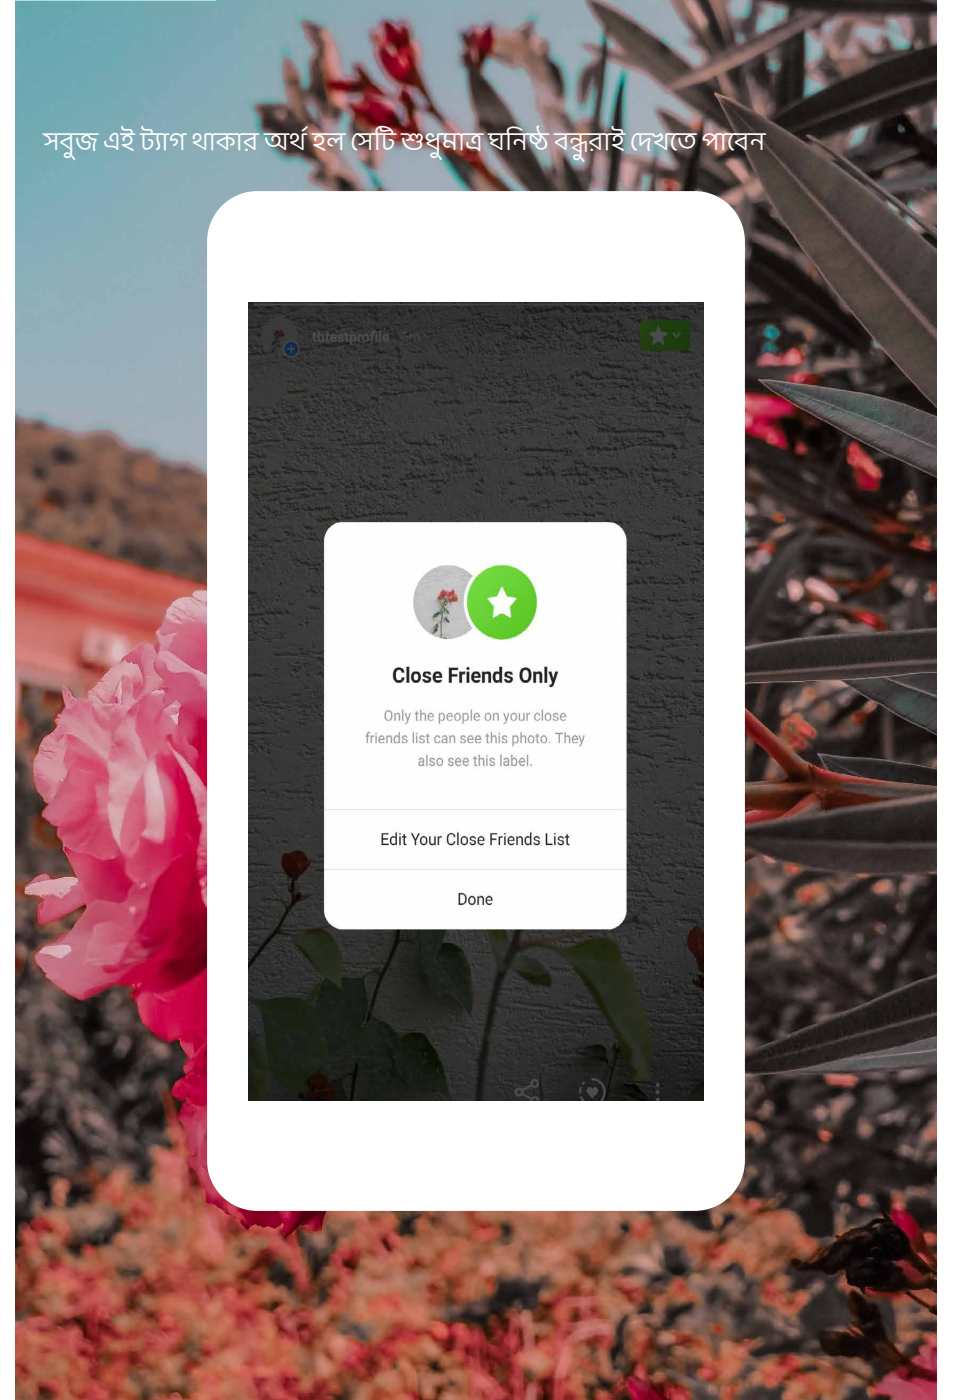 সবুজ এই ট্যাগ থাকার অর্থ হল সেটি শুধুমাত্র ঘনিষ্ঠ বন্ধুরাই দেখতে পাবেন
tbtestprofile
Close Friends Only
Only the people on your close
friends list can see this photo. They
also see this label.
Edit Your Close Friends List
Done